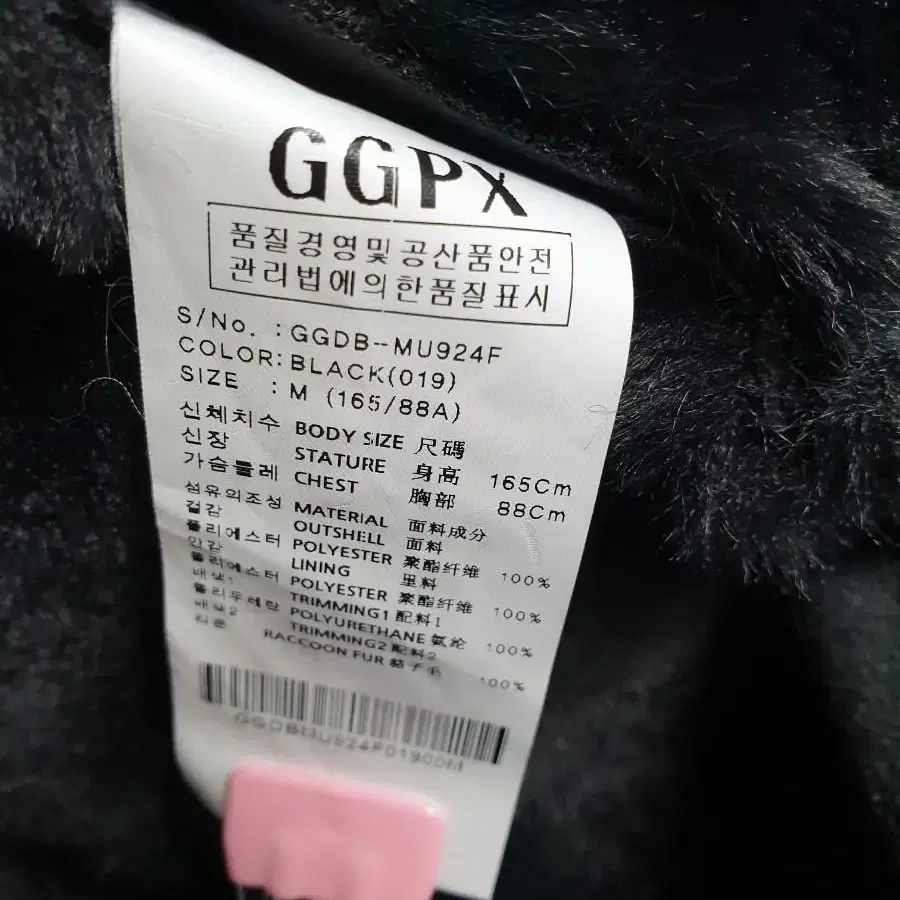 GGPX
품질경영및공산품안전
관리법에의한품질표시
S/No. : GGDB-MU924F
COLOR: BLACK(019)
SIZE : M (165/88A)
신체치수 BODY SIZE 尺碼
신장 STATURE 身高 165Cm
가슴둘레 CHEST 胸部 88Cm
섬유의조성 MATERIAL 面料成分
겉감 OUTSHELL 面料
폴리에스터 POLYESTER 聚酯纤维 100%
안감 LINING 里料
폴리에스터 POLYESTER 聚酯纤维 100%
배색1 TRIMMING1 配料1
폴리우레탄 POLYURETHANE 氨纶 100%
배색2 TRIMMING2 配料2
라쿤 RACCOON FUR 貉子毛 100%
GGDBMU924F01900M